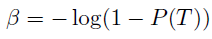 β = − log(1 − P(T))